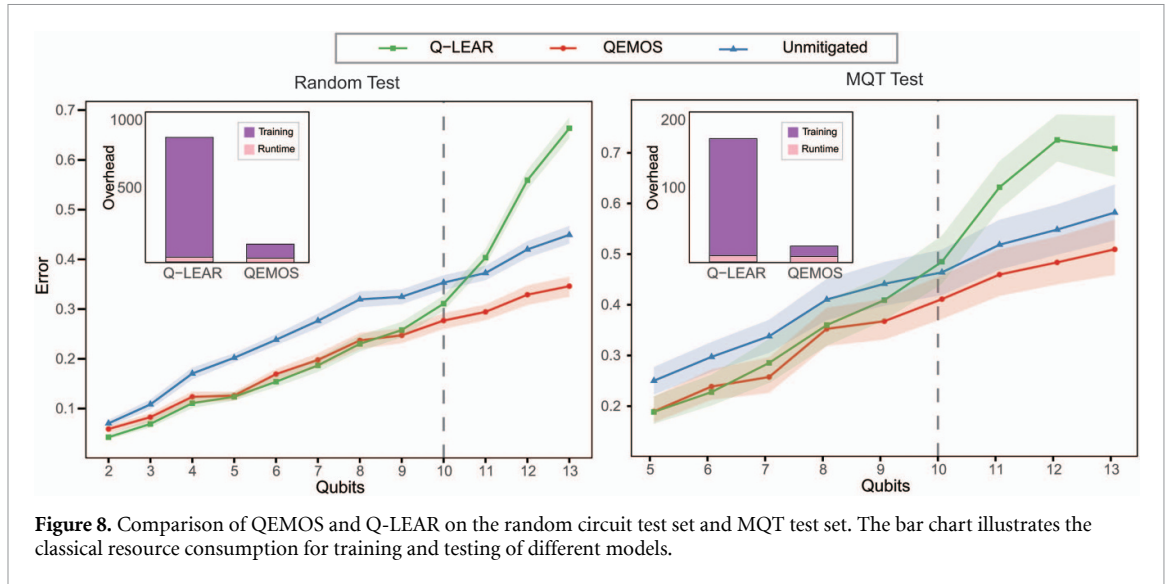 Q-LEAR QEMOS Unmitigated
Random Test
MQT Test
Error
0.7
0.6
0.5
0.4
0.3
0.2
0.1
2 3 4 5 6 7 8 9 10 11 12 13
Qubits
Overhead
1000
500
Training
Runtime
Q-LEAR QEMOS
0.7
0.6
0.5
0.4
0.3
0.2
5 6 7 8 9 10 11 12 13
Qubits
Overhead
200
100
Training
Runtime
Q-LEAR QEMOS
Figure 8. Comparison of QEMOS and Q-LEAR on the random circuit test set and MQT test set. The bar chart illustrates the
classical resource consumption for training and testing of different models.